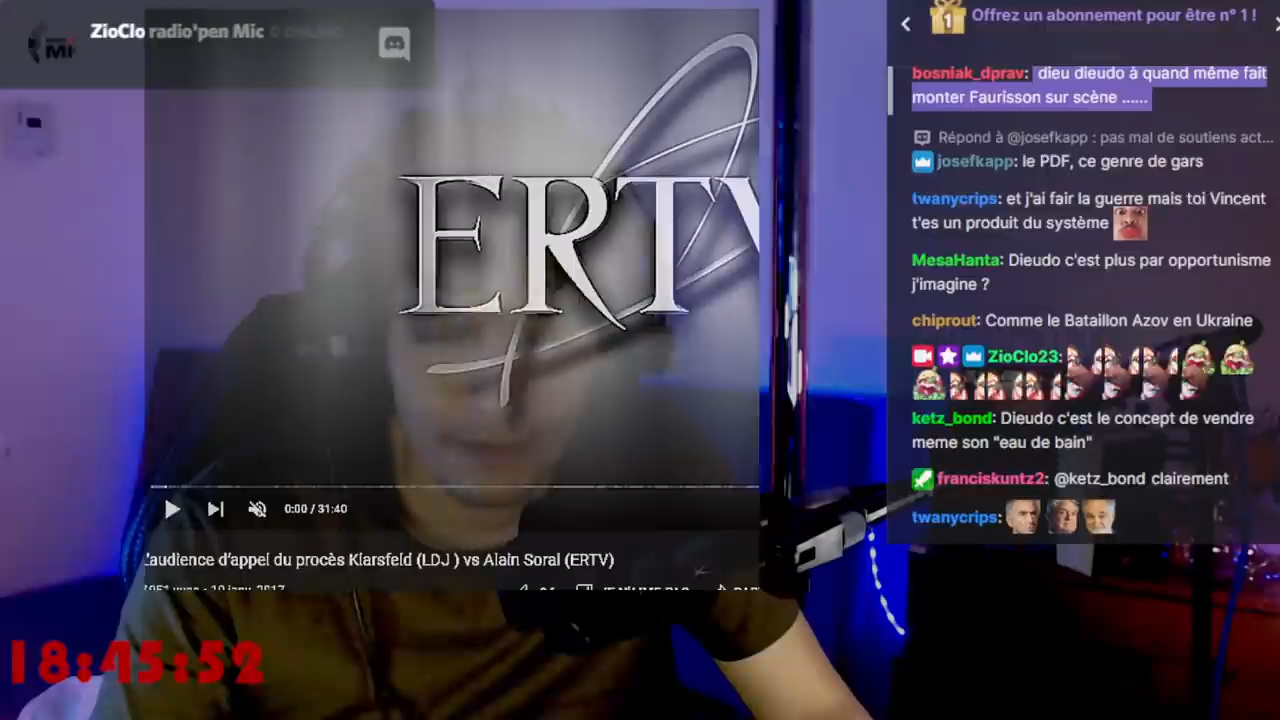 ZioClo radio'pen Mic
Offrez un abonnement pour être n° 1 !
1
bosniak_dprav: dieu dieudo à quand même fait
monter Faurisson sur scène ......
Répond à @josefkapp : pas mal de soutiens act...
josefkapp: le PDF, ce genre de gars
twanycrips: et j'ai fair la guerre mais toi Vincent
t'es un produit du système
MesaHanta: Dieudo c'est plus par opportunisme
j'imagine ?
chiprout: Comme le Bataillon Azov en Ukraine
ZioClo23:
ketz_bond: Dieudo c'est le concept de vendre
meme son "eau de bain"
franciskuntz2: @ketz_bond clairement
twanycrips:
ERTV
0:00 / 31:40
'audience d'appel du procès Klarsfeld (LDJ ) vs Alain Soral (ERTV)
18:45:52